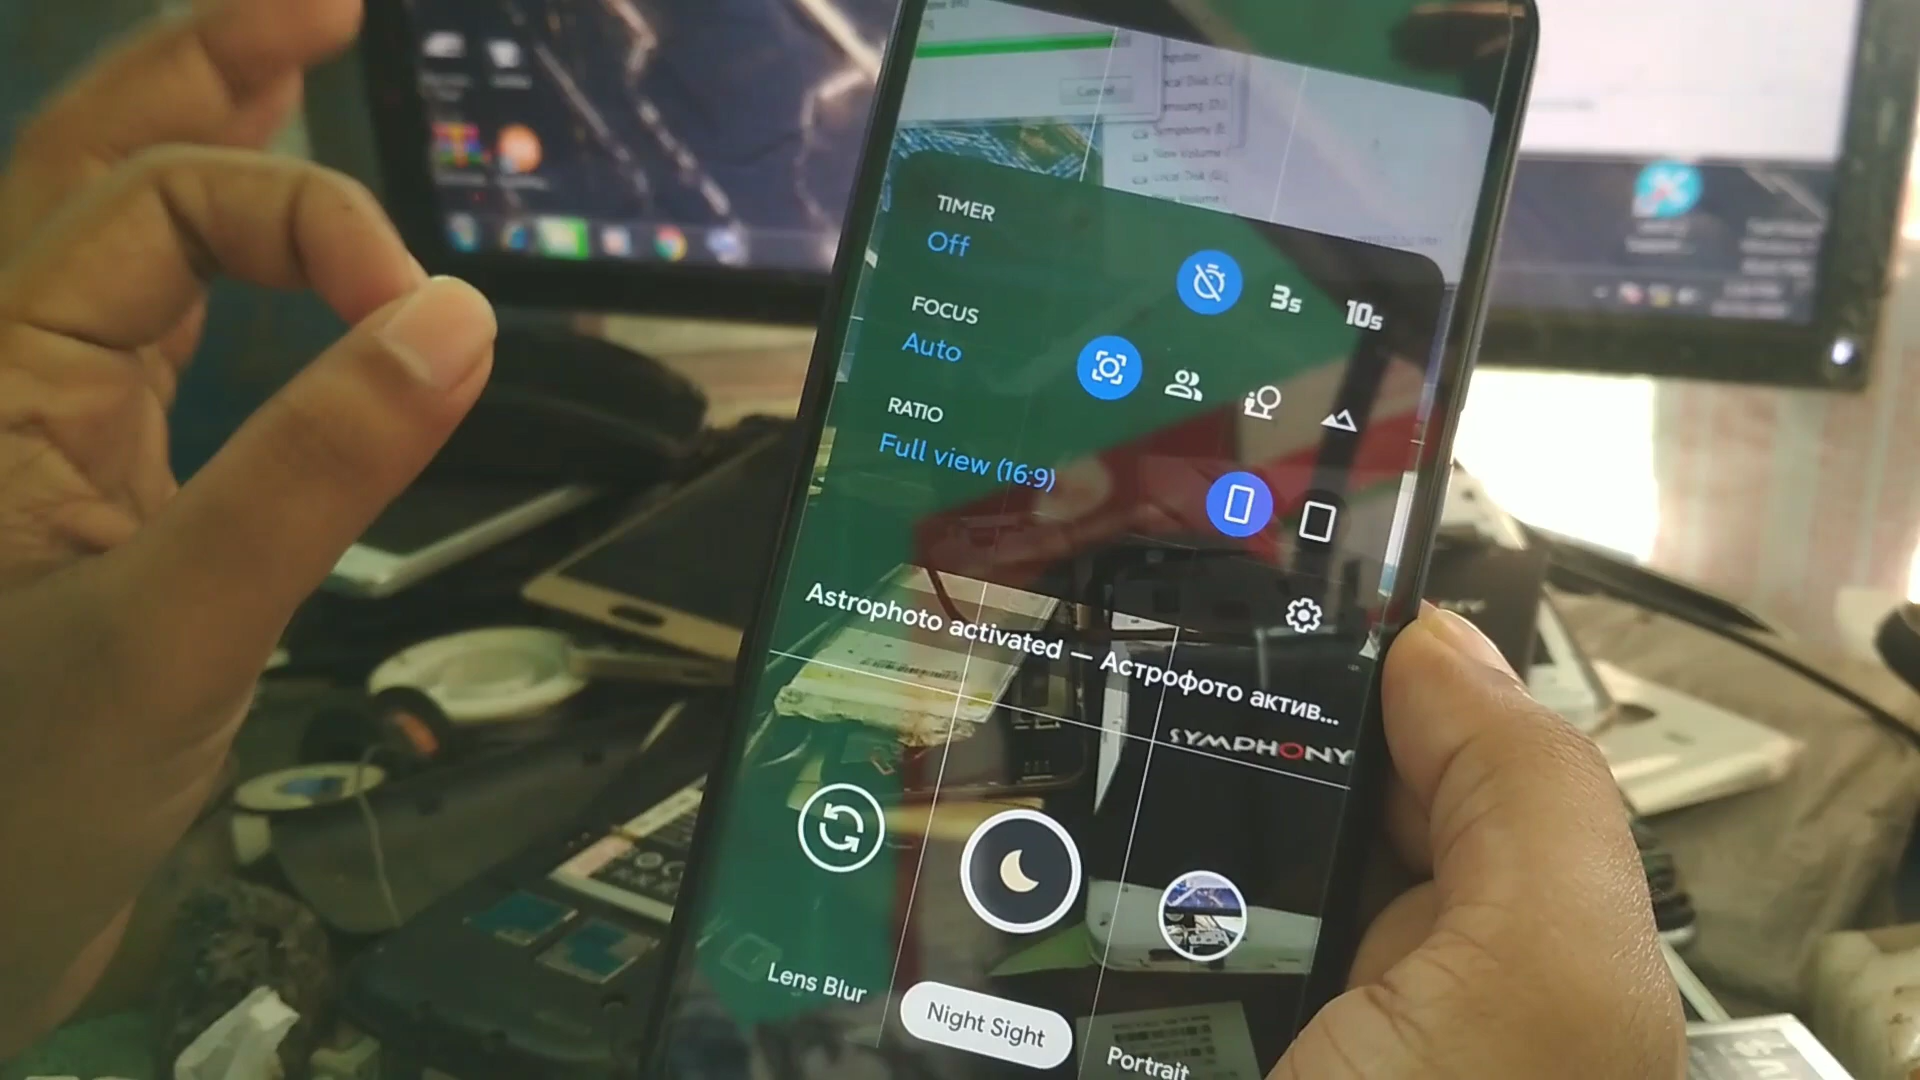 Cancel
TIMER
Off
3s
10s
FOCUS
Auto
RATIO
Full view (16:9)
Astrophoto activated — Астрофото актив...
SYMPHONY
Lens Blur
Night Sight
Portrait